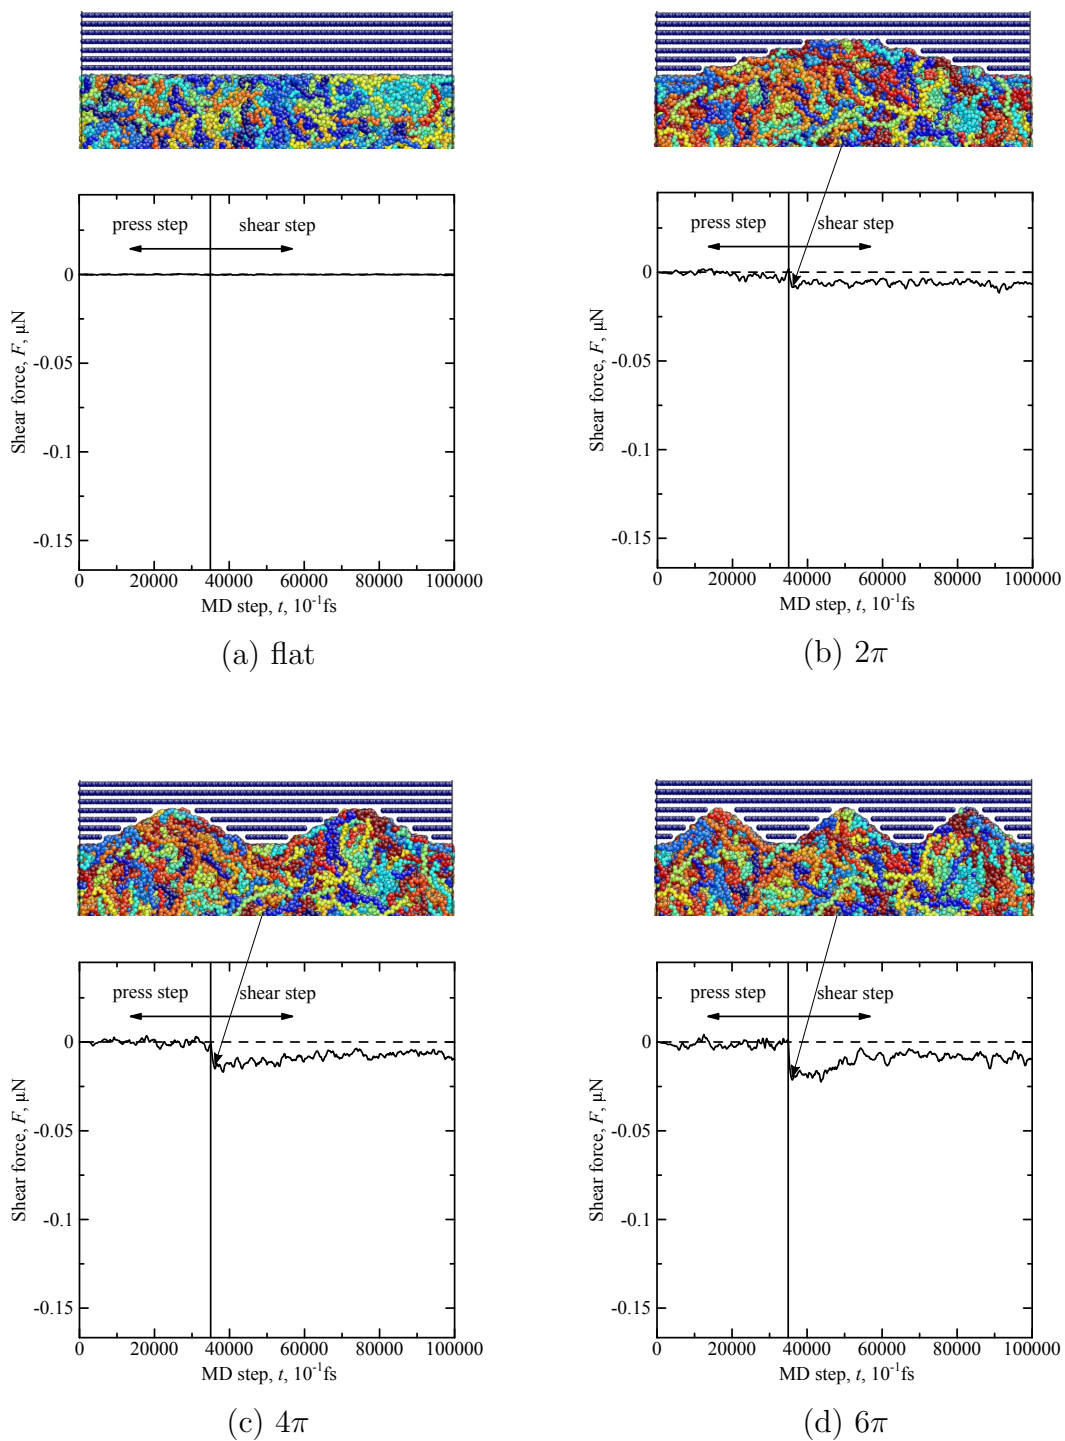 press step
shear step
0
-0.05
-0.1
-0.15
Shear force, F, μN
0 20000 40000 60000 80000 100000
MD step, t, 10⁻¹fs
(a) flat
press step
shear step
0
-0.05
-0.1
-0.15
Shear force, F, μN
0 20000 40000 60000 80000 100000
MD step, t, 10⁻¹fs
(b) 2π
press step
shear step
0
-0.05
-0.1
-0.15
Shear force, F, μN
0 20000 40000 60000 80000 100000
MD step, t, 10⁻¹fs
(c) 4π
press step
shear step
0
-0.05
-0.1
-0.15
Shear force, F, μN
0 20000 40000 60000 80000 100000
MD step, t, 10⁻¹fs
(d) 6π